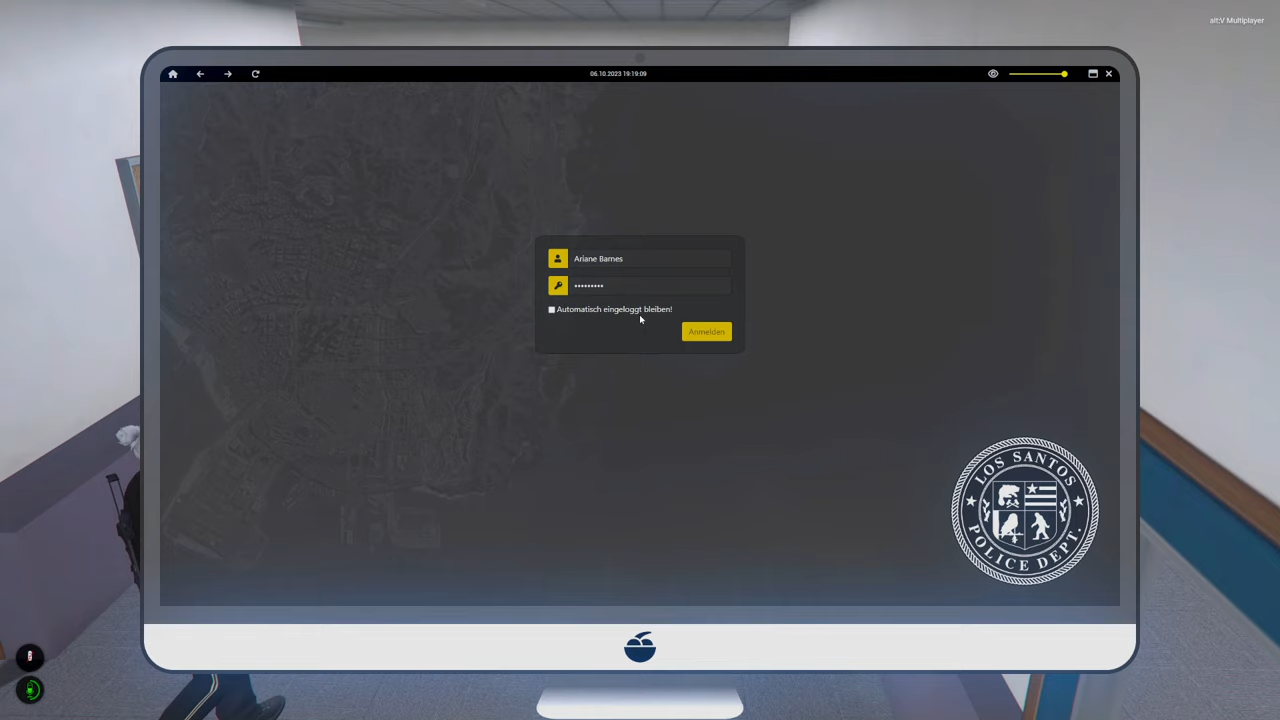 alt:V Multiplayer
06.10.2023 19:19:09
Ariane Barnes
•••••••••
Automatisch eingeloggt bleiben!
Anmelden
LOS SANTOS
POLICE DEPT.